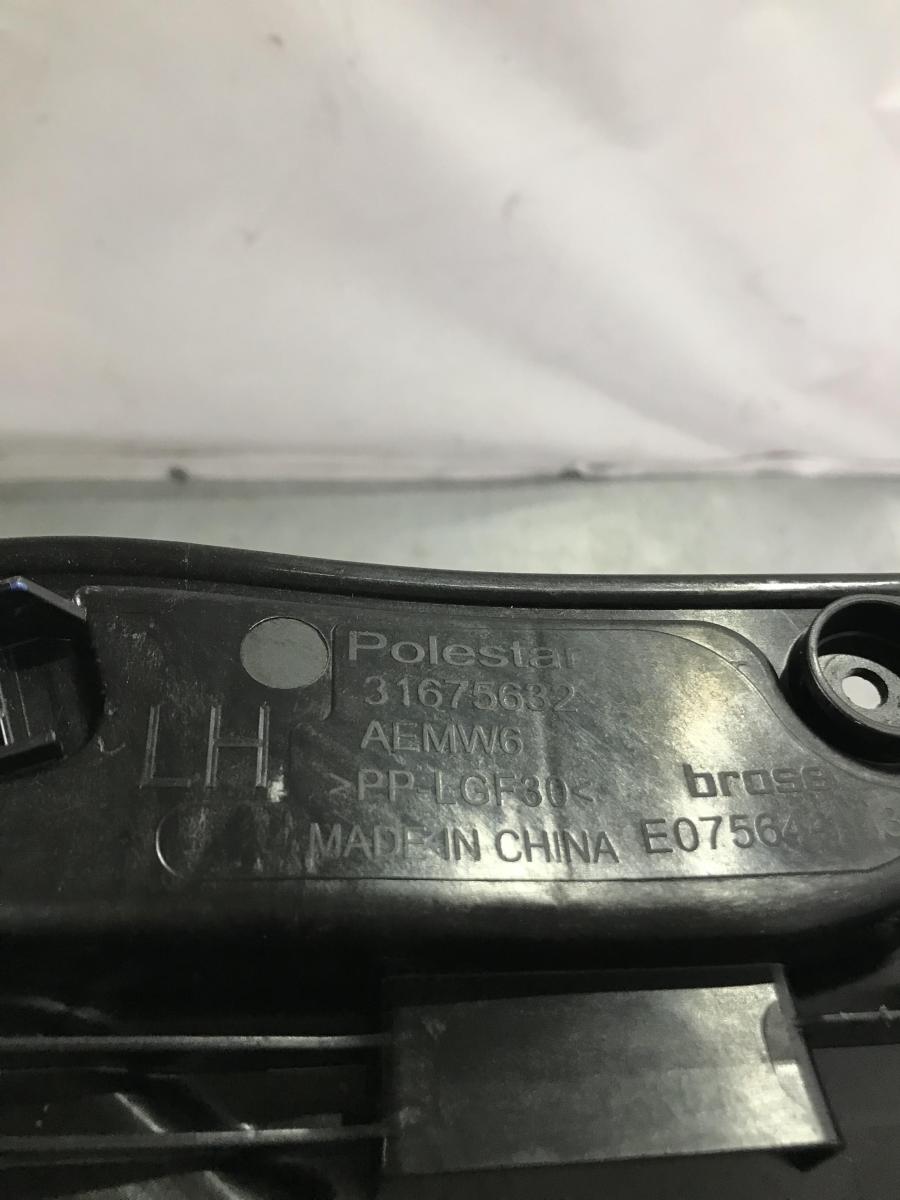 Polestar
31675632
LH
AEMW6
>PP-LGF30<
brose
MADE IN CHINA